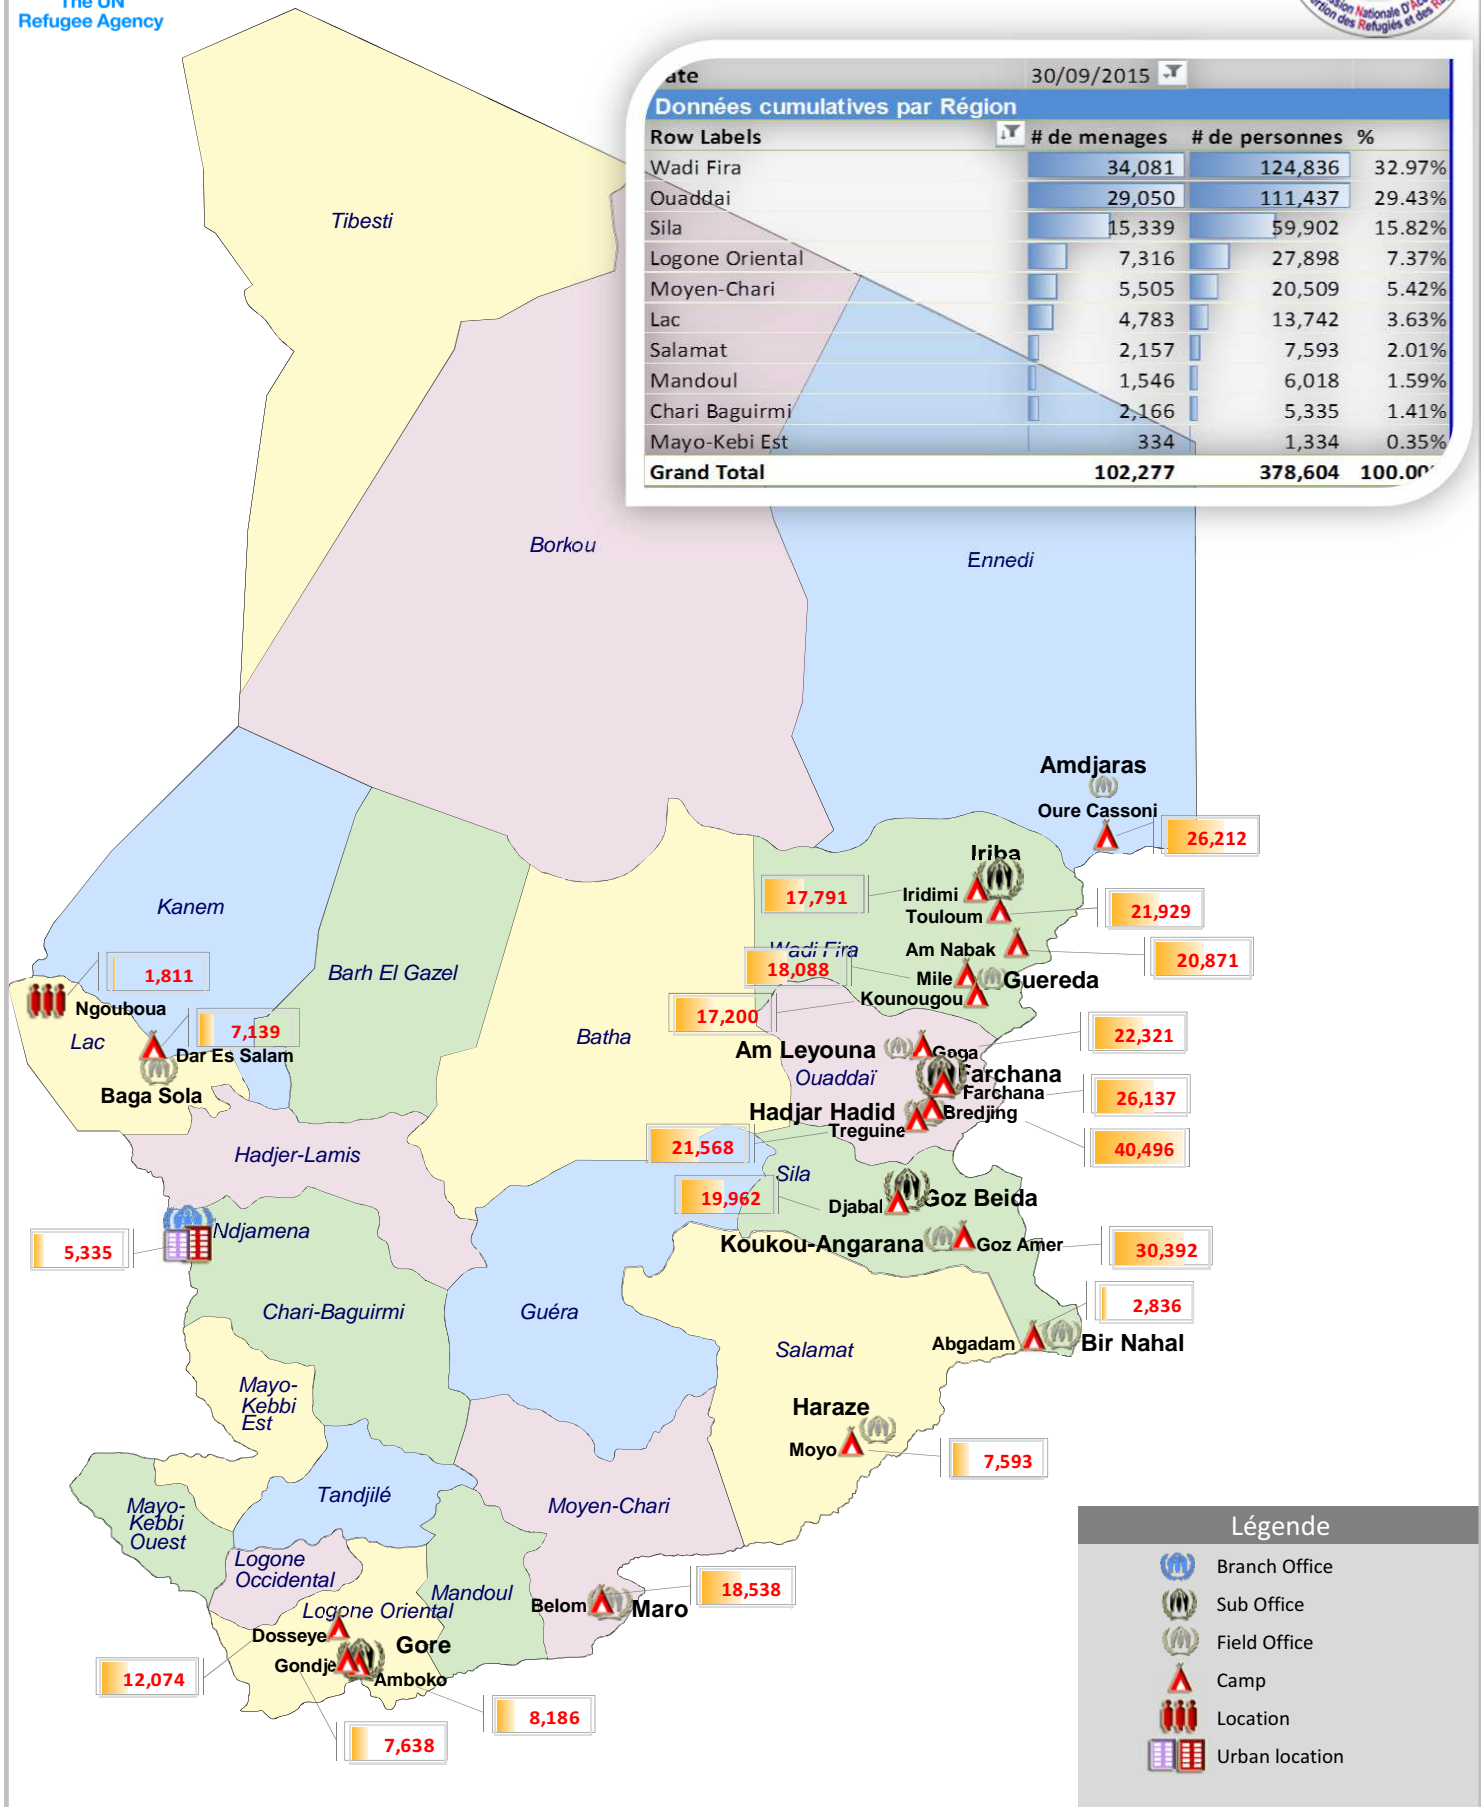 The UN
Refugee Agency
ssion Nationale D'Ac
rtion des Refugiés et des R
ate 30/09/2015
Données cumulatives par Région
Row Labels # de menages # de personnes %
Wadi Fira 34,081 124,836 32.97%
Ouaddai 29,050 111,437 29.43%
Sila 15,339 59,902 15.82%
Logone Oriental 7,316 27,898 7.37%
Moyen-Chari 5,505 20,509 5.42%
Lac 4,783 13,742 3.63%
Salamat 2,157 7,593 2.01%
Mandoul 1,546 6,018 1.59%
Chari Baguirmi 2,166 5,335 1.41%
Mayo-Kebi Est 334 1,334 0.35%
Grand Total 102,277 378,604 100.00
Tibesti
Borkou
Ennedi
Amdjaras
Oure Cassoni
26,212
Iriba
17,791
Iridimi
Touloum
21,929
Kanem
Wadi Fira
Am Nabak
20,871
Barh El Gazel
1,811
18,088
Mile
Guereda
Ngouboua
Kounougou
17,200
7,139
Batha
22,321
Lac
Dar Es Salam
Am Leyouna
Goga
Ouaddaï
Farchana
Farchana
26,137
Baga Sola
Hadjar Hadid
Bredjing
Treguine
21,568
40,496
Hadjer-Lamis
Sila
19,962
Djabal
Goz Beida
Ndjamena
5,335
Koukou-Angarana
Goz Amer
30,392
Chari-Baguirmi
Guéra
2,836
Salamat
Abgadam
Bir Nahal
Mayo-
Kebbi
Est
Haraze
Moyo
7,593
Tandjilé
Moyen-Chari
Mayo-
Kebbi
Ouest
Logone
Occidental
Mandoul
18,538
Belom
Maro
Logone Oriental
Dosseye
Gore
Gondje
Amboko
12,074
8,186
7,638
Légende
Branch Office
Sub Office
Field Office
Camp
Location
Urban location